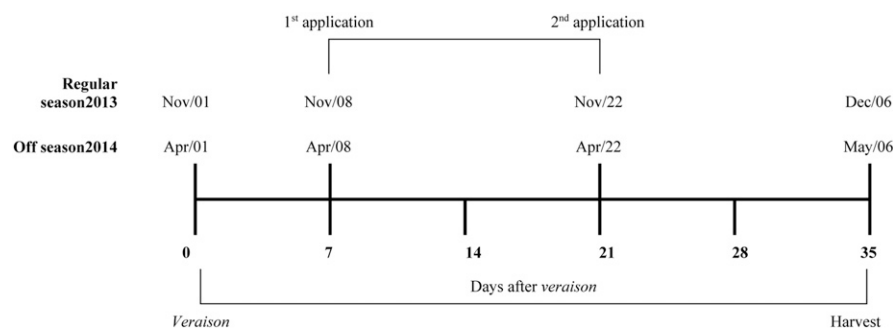 1st application 2nd application
Regular
season2013 Nov/01 Nov/08 Nov/22 Dec/06
Off season2014 Apr/01 Apr/08 Apr/22 May/06
0 7 14 21 28 35
Days after veraison
Veraison Harvest